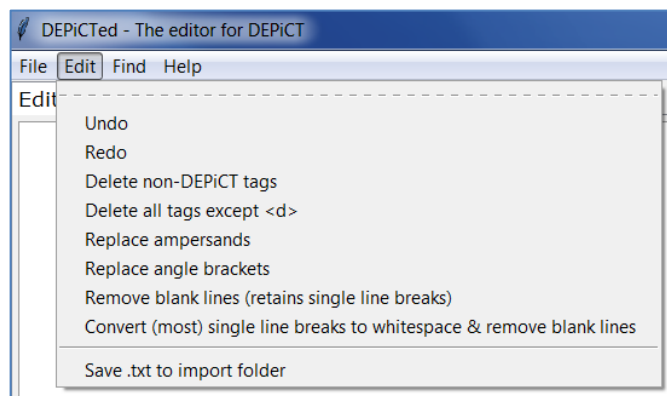 DEPiCTed - The editor for DEPiCT
File Edit Find Help
Edit
Undo
Redo
Delete non-DEPiCT tags
Delete all tags except <d>
Replace ampersands
Replace angle brackets
Remove blank lines (retains single line breaks)
Convert (most) single line breaks to whitespace & remove blank lines
Save .txt to import folder